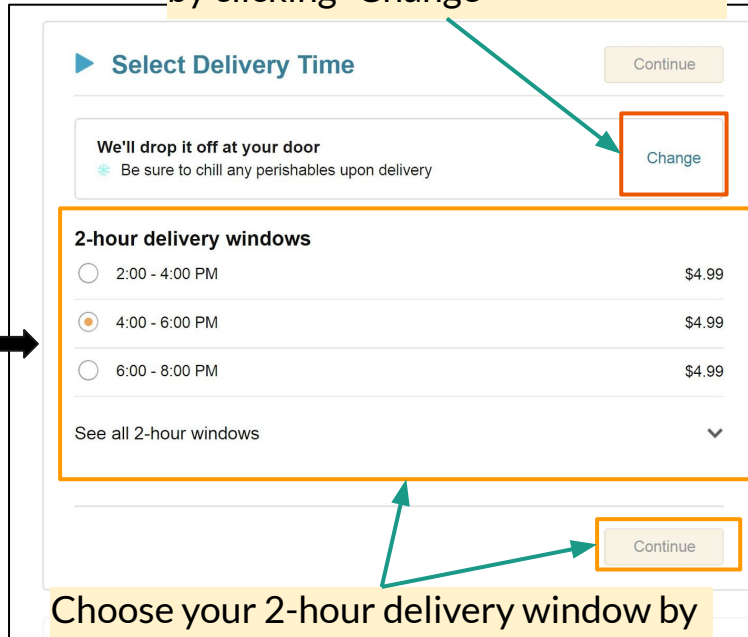 by clicking "Change"
Select Delivery Time
Continue
We'll drop it off at your door
Change
Be sure to chill any perishables upon delivery
2-hour delivery windows
2:00 - 4:00 PM $4.99
4:00 - 6:00 PM $4.99
6:00 - 8:00 PM $4.99
See all 2-hour windows
Continue
Choose your 2-hour delivery window by